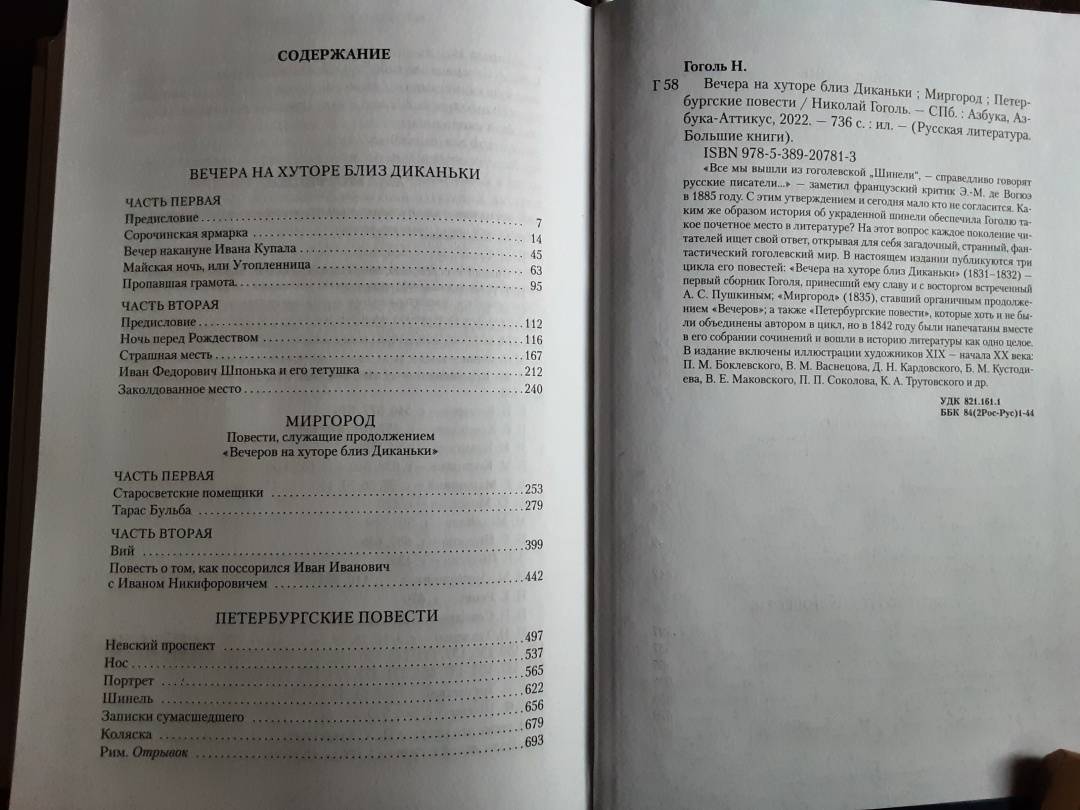 СОДЕРЖАНИЕ
ВЕЧЕРА НА ХУТОРЕ БЛИЗ ДИКАНЬКИ
ЧАСТЬ ПЕРВАЯ
Предисловие 7
Сорочинская ярмарка 14
Вечер накануне Ивана Купала 45
Майская ночь, или Утопленница 63
Пропавшая грамота. 95
ЧАСТЬ ВТОРАЯ
Предисловие 112
Ночь перед Рождеством 116
Страшная месть 167
Иван Федорович Шпонька и его тетушка 212
Заколдованное место 240
МИРГОРОД
Повести, служащие продолжением
«Вечеров на хуторе близ Диканьки»
ЧАСТЬ ПЕРВАЯ
Старосветские помещики 253
Тарас Бульба 279
ЧАСТЬ ВТОРАЯ
Вий 399
Повесть о том, как поссорился Иван Иванович
с Иваном Никифоровичем 442
ПЕТЕРБУРГСКИЕ ПОВЕСТИ
Невский проспект 497
Нос 537
Портрет 565
Шинель 622
Записки сумасшедшего 656
Коляска 679
Рим. Отрывок 693
Гоголь Н.
Г 58 Вечера на хуторе близ Диканьки ; Миргород ; Петер-
бургские повести / Николай Гоголь. — СПб. : Азбука, Аз-
бука-Аттикус, 2022. — 736 с. : ил. — (Русская литература.
Большие книги).
ISBN 978-5-389-20781-3
«Все мы вышли из гоголевской „Шинели“, — справедливо говорят
русские писатели...» — заметил французский критик Э.-М. де Вогюэ
в 1885 году. С этим утверждением и сегодня мало кто не согласится. Ка-
ким же образом история об украденной шинели обеспечила Гоголю та-
кое почетное место в литературе? На этот вопрос каждое поколение чи-
тателей ищет свой ответ, открывая для себя загадочный, странный, фан-
тастический гоголевский мир. В настоящем издании публикуются три
цикла его повестей: «Вечера на хуторе близ Диканьки» (1831–1832) —
первый сборник Гоголя, принесший ему славу и с восторгом встреченный
А. С. Пушкиным; «Миргород» (1835), ставший органичным продолже-
нием «Вечеров»; а также «Петербургские повести», которые хоть и не бы-
ли объединены автором в цикл, но в 1842 году были напечатаны вместе
в его собрании сочинений и вошли в историю литературы как одно целое.
В издание включены иллюстрации художников XIX — начала XX века:
П. М. Боклевского, В. М. Васнецова, Д. Н. Кардовского, Б. М. Кустоди-
ева, В. Е. Маковского, П. П. Соколова, К. А. Трутовского и др.
УДК 821.161.1
ББК 84(2Рос-Рус)1-44